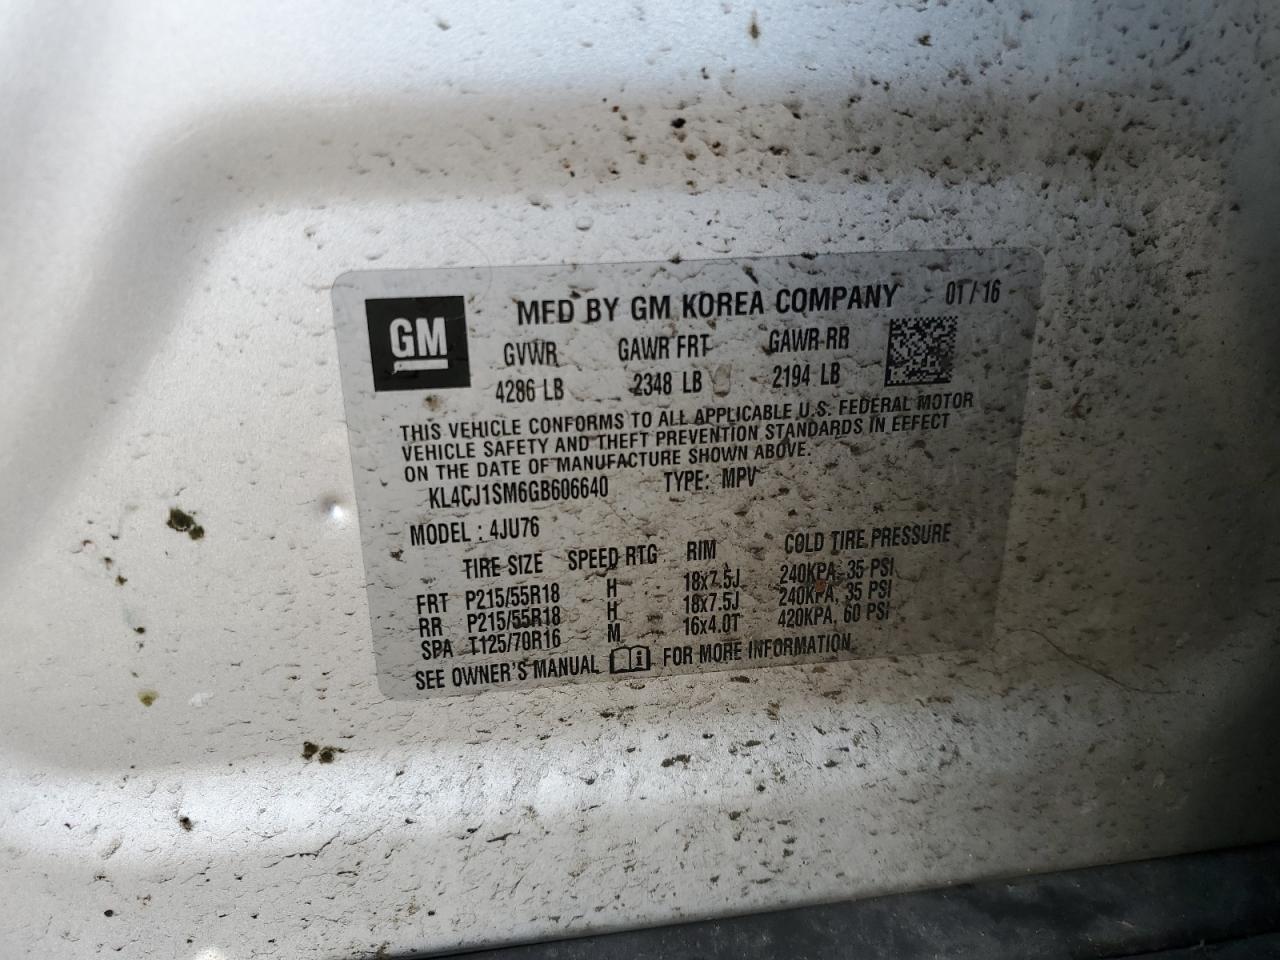 GM
MFD BY GM KOREA COMPANY 01/16
GVWR GAWR FRT GAWR RR
4286 LB 2348 LB 2194 LB
THIS VEHICLE CONFORMS TO ALL APPLICABLE U.S. FEDERAL MOTOR
VEHICLE SAFETY AND THEFT PREVENTION STANDARDS IN EFFECT
ON THE DATE OF MANUFACTURE SHOWN ABOVE.
KL4CJ1SM6GB606640 TYPE: MPV
MODEL : 4JU76
TIRE SIZE SPEED RTG RIM COLD TIRE PRESSURE
FRT P215/55R18 H 18x7.5J 240KPA, 35 PSI
RR P215/55R18 H 18x7.5J 240KPA, 35 PSI
SPA T125/70R16 M 16x4.0T 420KPA, 60 PSI
SEE OWNER'S MANUAL FOR MORE INFORMATION